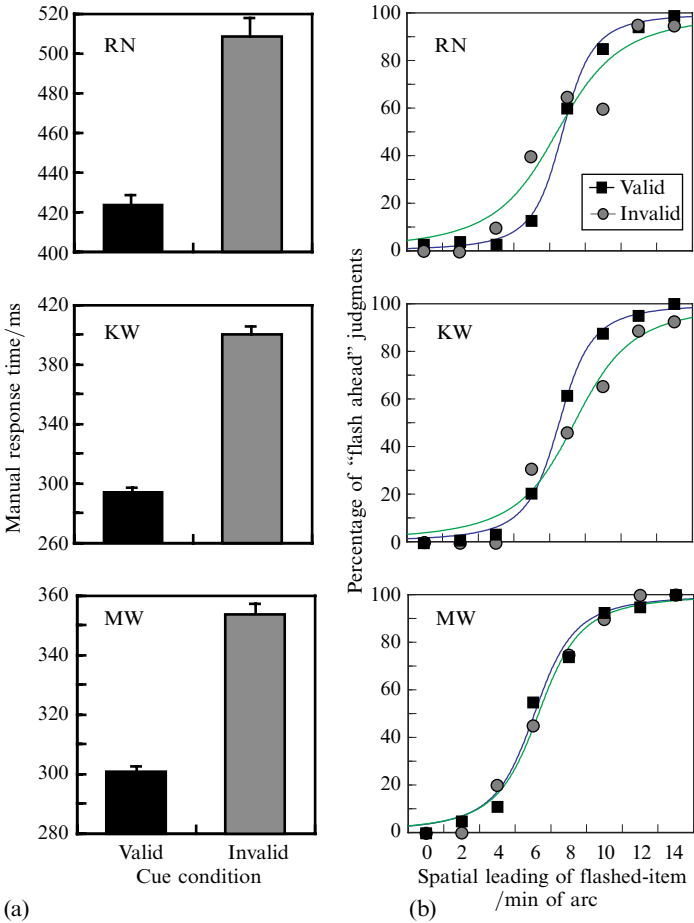 520
500
480
460
440
420
400
RN
420
380
340
290
260
KW
360
340
320
300
280
MW
Manual response time/ms
Valid Invalid
Cue condition
(a)
100
80
60
40
20
0
RN
Valid
Invalid
100
80
60
40
20
0
KW
100
80
60
40
20
0
MW
Percentage of “flash ahead” judgments
0 2 4 6 8 10 12 14
Spatial leading of flashed-item
/min of arc
(b)